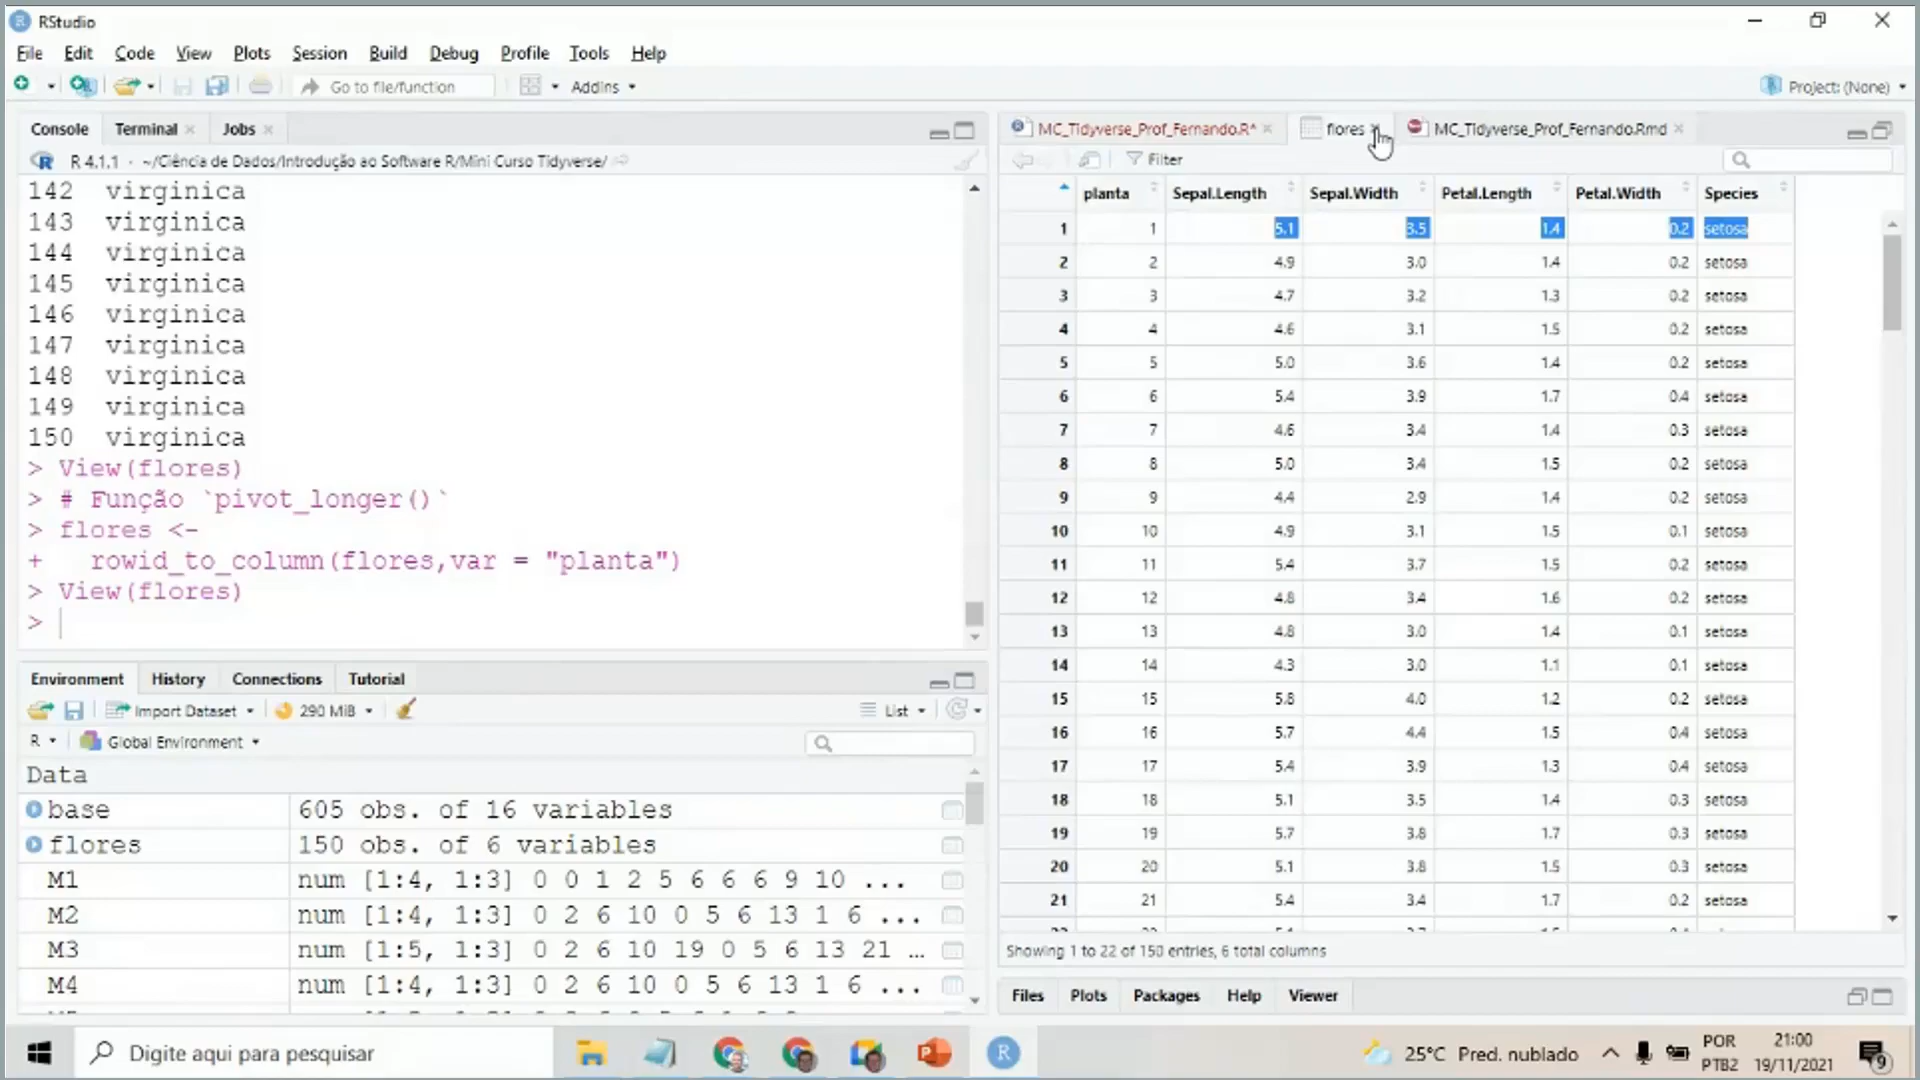 RStudio
File Edit Code View Plots Session Build Debug Profile Tools Help
Go to file/function Addins Project: (None)
Console Terminal Jobs
R 4.1.1 · ~/Ciência de Dados/Introdução ao Software R/Mini Curso Tidyverse/
142 virginica
143 virginica
144 virginica
145 virginica
146 virginica
147 virginica
148 virginica
149 virginica
150 virginica
> View(flores)
> # Função `pivot_longer()`
> flores <-
+ rowid_to_column(flores,var = "planta")
> View(flores)
>
Environment History Connections Tutorial
Import Dataset 290 MiB List
R Global Environment
Data
base 605 obs. of 16 variables
flores 150 obs. of 6 variables
M1 num [1:4, 1:3] 0 0 1 2 5 6 6 6 9 10 ...
M2 num [1:4, 1:3] 0 2 6 10 0 5 6 13 1 6 ...
M3 num [1:5, 1:3] 0 2 6 10 19 0 5 6 13 21 …
M4 num [1:4, 1:3] 0 2 6 10 0 5 6 13 1 6 ...
MC_Tidyverse_Prof_Fernando.R* flores MC_Tidyverse_Prof_Fernando.Rmd
Filter
planta Sepal.Length Sepal.Width Petal.Length Petal.Width Species
1 1 5.1 3.5 1.4 0.2 setosa
2 2 4.9 3.0 1.4 0.2 setosa
3 3 4.7 3.2 1.3 0.2 setosa
4 4 4.6 3.1 1.5 0.2 setosa
5 5 5.0 3.6 1.4 0.2 setosa
6 6 5.4 3.9 1.7 0.4 setosa
7 7 4.6 3.4 1.4 0.3 setosa
8 8 5.0 3.4 1.5 0.2 setosa
9 9 4.4 2.9 1.4 0.2 setosa
10 10 4.9 3.1 1.5 0.1 setosa
11 11 5.4 3.7 1.5 0.2 setosa
12 12 4.8 3.4 1.6 0.2 setosa
13 13 4.8 3.0 1.4 0.1 setosa
14 14 4.3 3.0 1.1 0.1 setosa
15 15 5.8 4.0 1.2 0.2 setosa
16 16 5.7 4.4 1.5 0.4 setosa
17 17 5.4 3.9 1.3 0.4 setosa
18 18 5.1 3.5 1.4 0.3 setosa
19 19 5.7 3.8 1.7 0.3 setosa
20 20 5.1 3.8 1.5 0.3 setosa
21 21 5.4 3.4 1.7 0.2 setosa
Showing 1 to 22 of 150 entries, 6 total columns
Files Plots Packages Help Viewer
Digite aqui para pesquisar
25°C Pred. nublado
POR
PTB2
21:00
19/11/2021
9